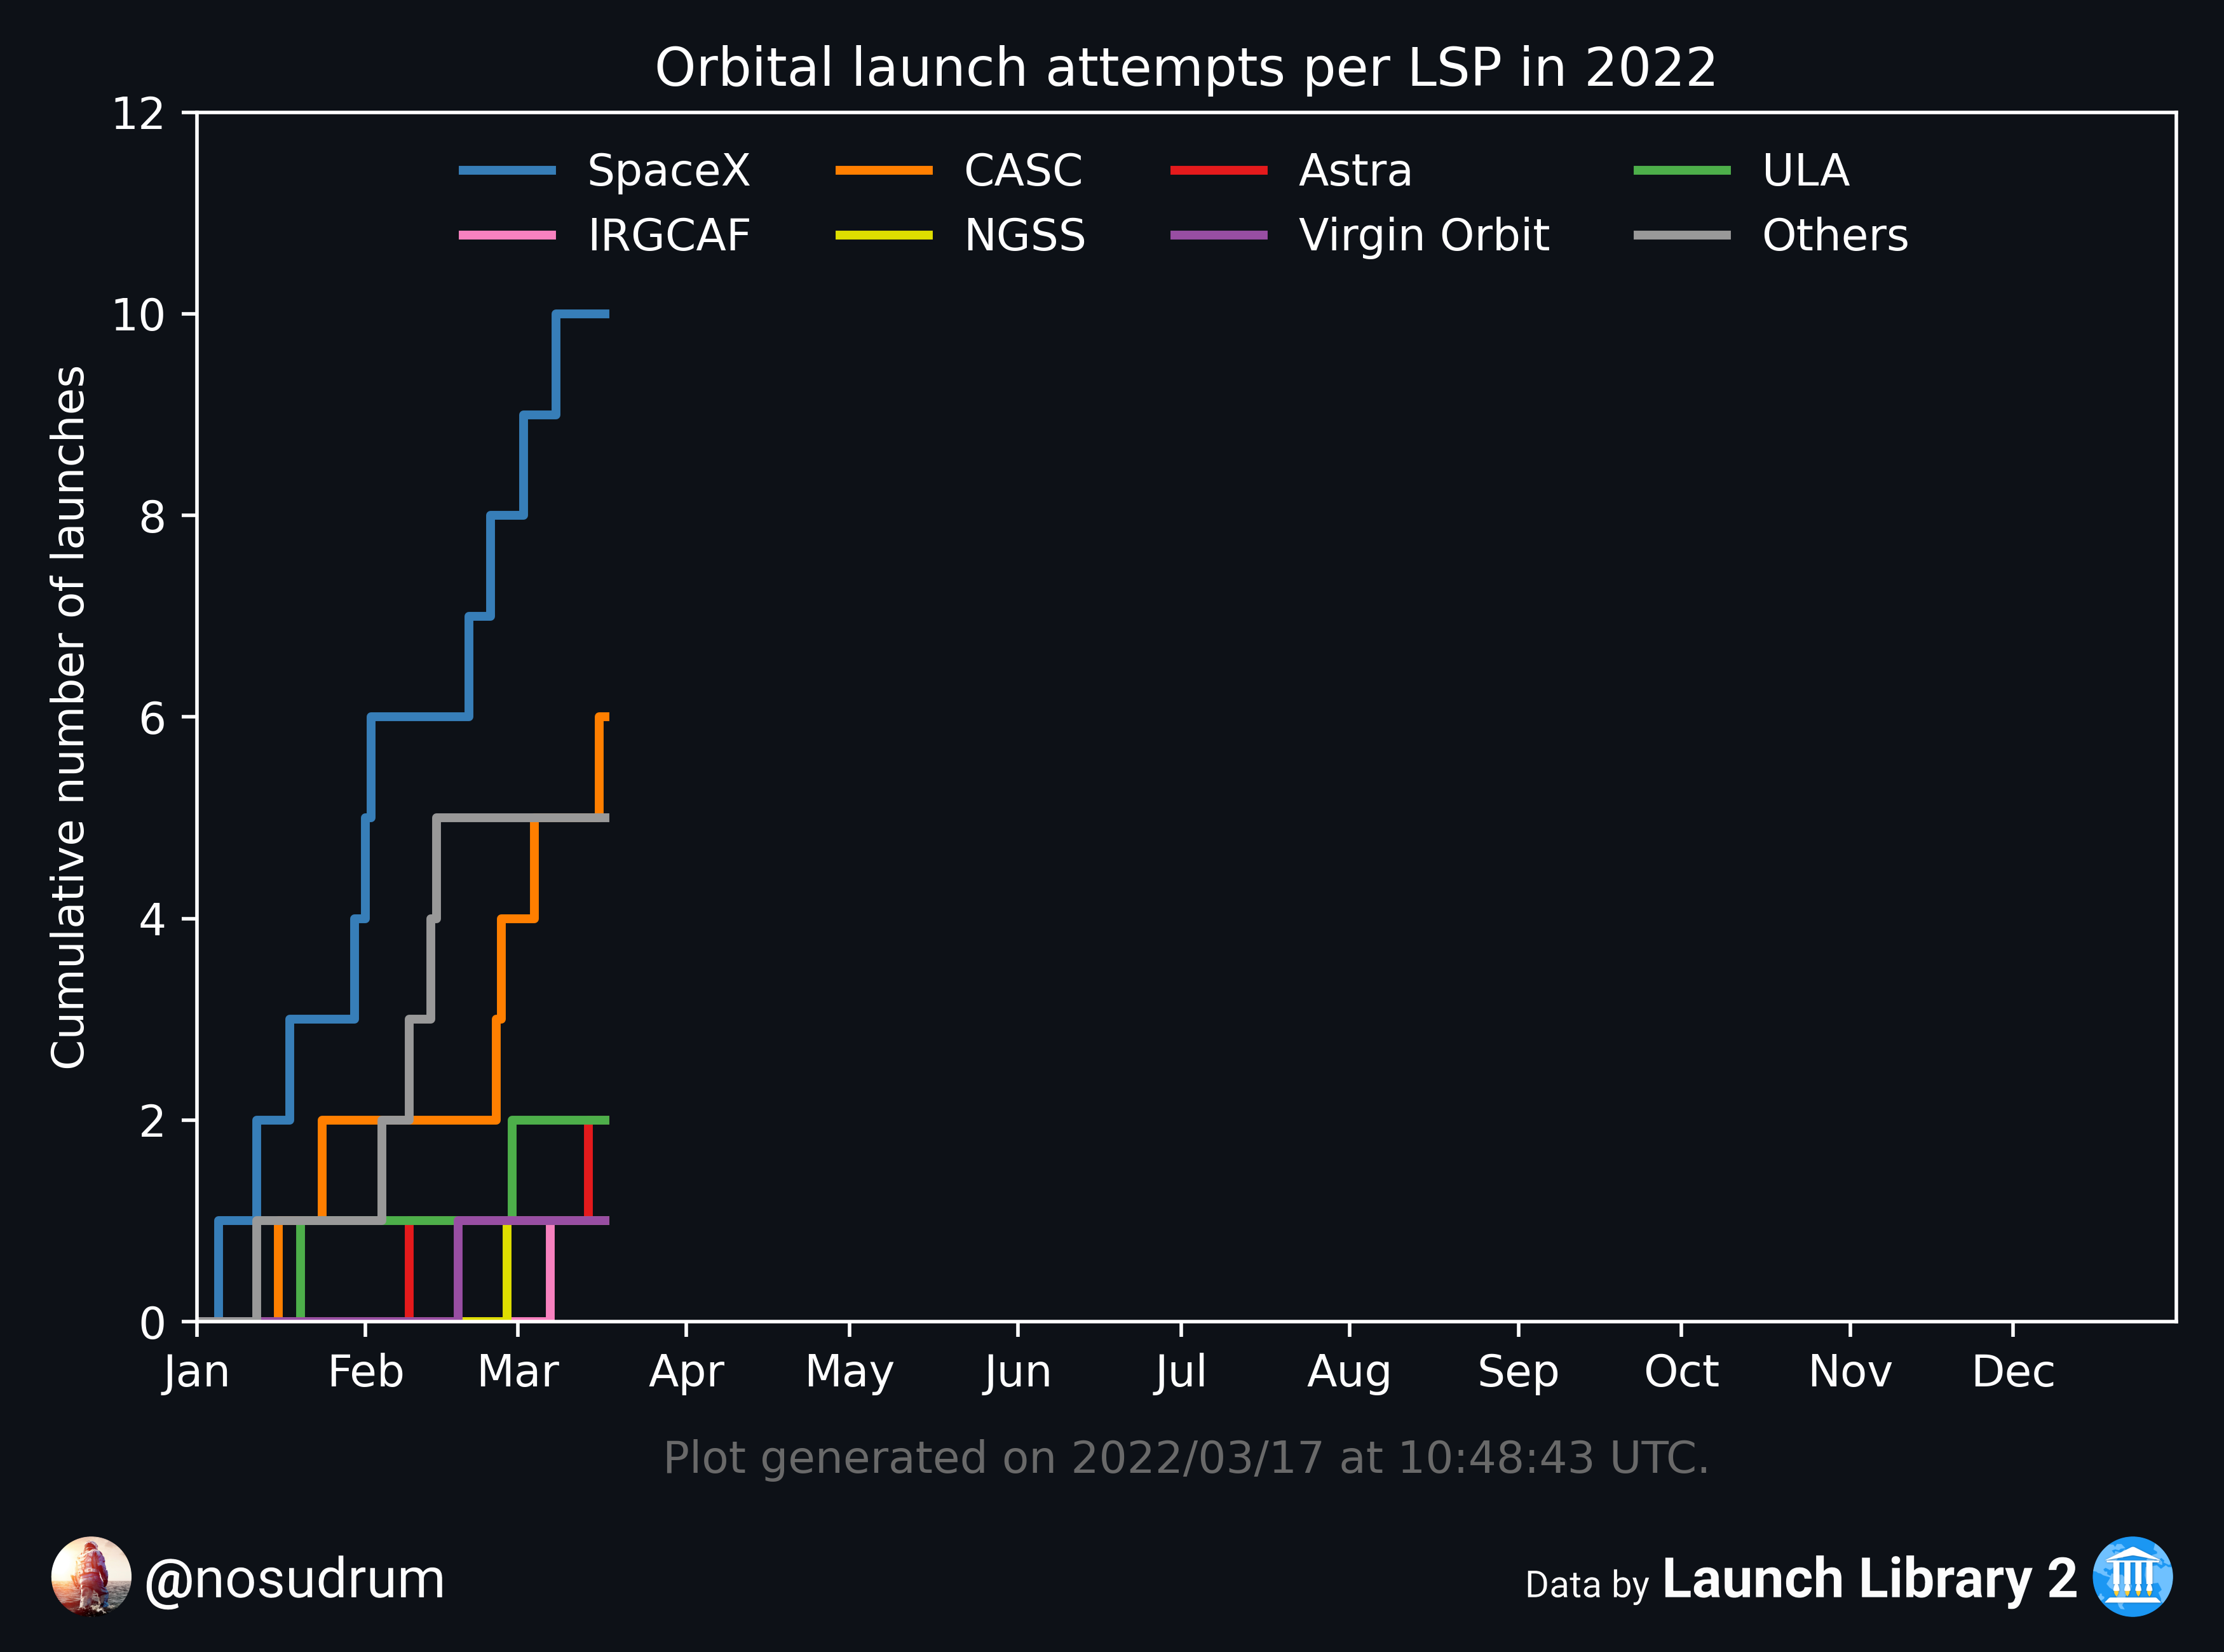 Orbital launch attempts per LSP in 2022
12
SpaceX CASC Astra ULA
IRGCAF NGSS Virgin Orbit Others
10
8
6
4
2
0
Cumulative number of launches
Jan Feb Mar Apr May Jun Jul Aug Sep Oct Nov Dec
Plot generated on 2022/03/17 at 10:48:43 UTC.
@nosudrum
Data by Launch Library 2